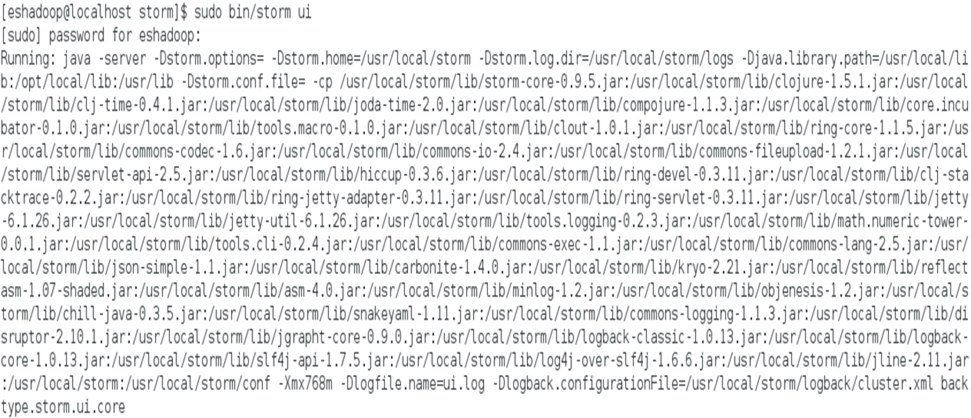 [eshadoop@localhost storm]$ sudo bin/storm ui
[sudo] password for eshadoop:
Running: java -server -Dstorm.options= -Dstorm.home=/usr/local/storm -Dstorm.log.dir=/usr/local/storm/logs -Djava.library.path=/usr/local/li
b:/opt/local/lib:/usr/lib -Dstorm.conf.file= -cp /usr/local/storm/lib/storm-core-0.9.5.jar:/usr/local/storm/lib/clojure-1.5.1.jar:/usr/local
/storm/lib/clj-time-0.4.1.jar:/usr/local/storm/lib/joda-time-2.0.jar:/usr/local/storm/lib/compojure-1.1.3.jar:/usr/local/storm/lib/core.incu
bator-0.1.0.jar:/usr/local/storm/lib/tools.macro-0.1.0.jar:/usr/local/storm/lib/clout-1.0.1.jar:/usr/local/storm/lib/ring-core-1.1.5.jar:/us
r/local/storm/lib/commons-codec-1.6.jar:/usr/local/storm/lib/commons-io-2.4.jar:/usr/local/storm/lib/commons-fileupload-1.2.1.jar:/usr/local
/storm/lib/servlet-api-2.5.jar:/usr/local/storm/lib/hiccup-0.3.6.jar:/usr/local/storm/lib/ring-devel-0.3.11.jar:/usr/local/storm/lib/clj-sta
cktrace-0.2.2.jar:/usr/local/storm/lib/ring-jetty-adapter-0.3.11.jar:/usr/local/storm/lib/ring-servlet-0.3.11.jar:/usr/local/storm/lib/jetty
-6.1.26.jar:/usr/local/storm/lib/jetty-util-6.1.26.jar:/usr/local/storm/lib/tools.logging-0.2.3.jar:/usr/local/storm/lib/math.numeric-tower-
0.0.1.jar:/usr/local/storm/lib/tools.cli-0.2.4.jar:/usr/local/storm/lib/commons-exec-1.1.jar:/usr/local/storm/lib/commons-lang-2.5.jar:/usr/
local/storm/lib/json-simple-1.1.jar:/usr/local/storm/lib/carbonite-1.4.0.jar:/usr/local/storm/lib/kryo-2.21.jar:/usr/local/storm/lib/reflect
asm-1.07-shaded.jar:/usr/local/storm/lib/asm-4.0.jar:/usr/local/storm/lib/minlog-1.2.jar:/usr/local/storm/lib/objenesis-1.2.jar:/usr/local/s
torm/lib/chill-java-0.3.5.jar:/usr/local/storm/lib/snakeyaml-1.11.jar:/usr/local/storm/lib/commons-logging-1.1.3.jar:/usr/local/storm/lib/di
sruptor-2.10.1.jar:/usr/local/storm/lib/jgrapht-core-0.9.0.jar:/usr/local/storm/lib/logback-classic-1.0.13.jar:/usr/local/storm/lib/logback-
core-1.0.13.jar:/usr/local/storm/lib/slf4j-api-1.7.5.jar:/usr/local/storm/lib/log4j-over-slf4j-1.6.6.jar:/usr/local/storm/lib/jline-2.11.jar
:/usr/local/storm:/usr/local/storm/conf -Xmx768m -Dlogfile.name=ui.log -Dlogback.configurationFile=/usr/local/storm/logback/cluster.xml back
type.storm.ui.core